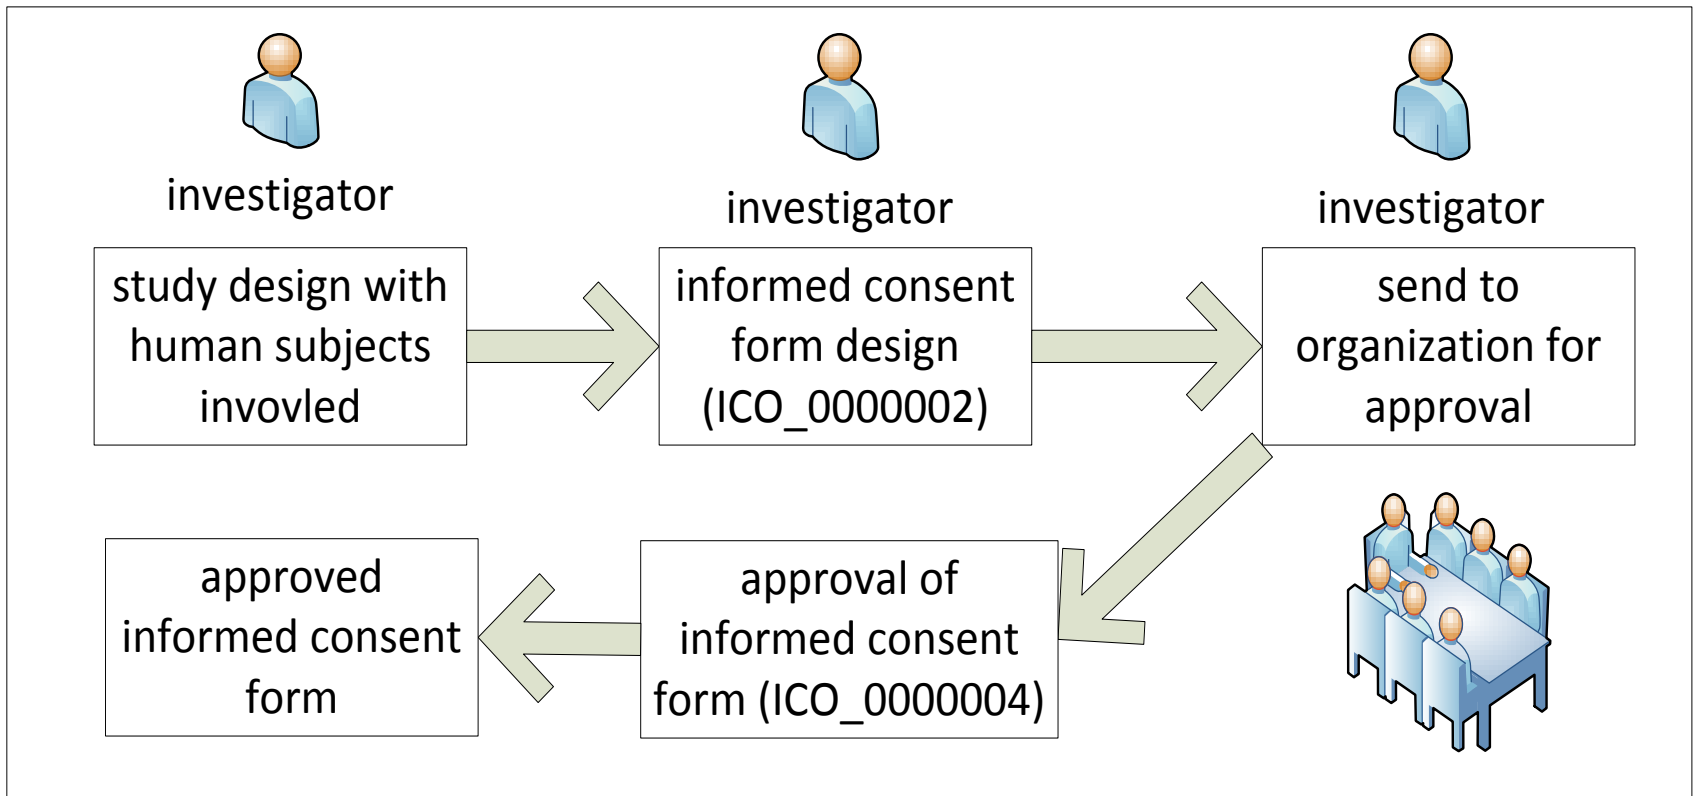 investigator
investigator
investigator
study design with
human subjects
invovled
informed consent
form design
(ICO_0000002)
send to
organization for
approval
approved
informed consent
form
approval of
informed consent
form (ICO_0000004)